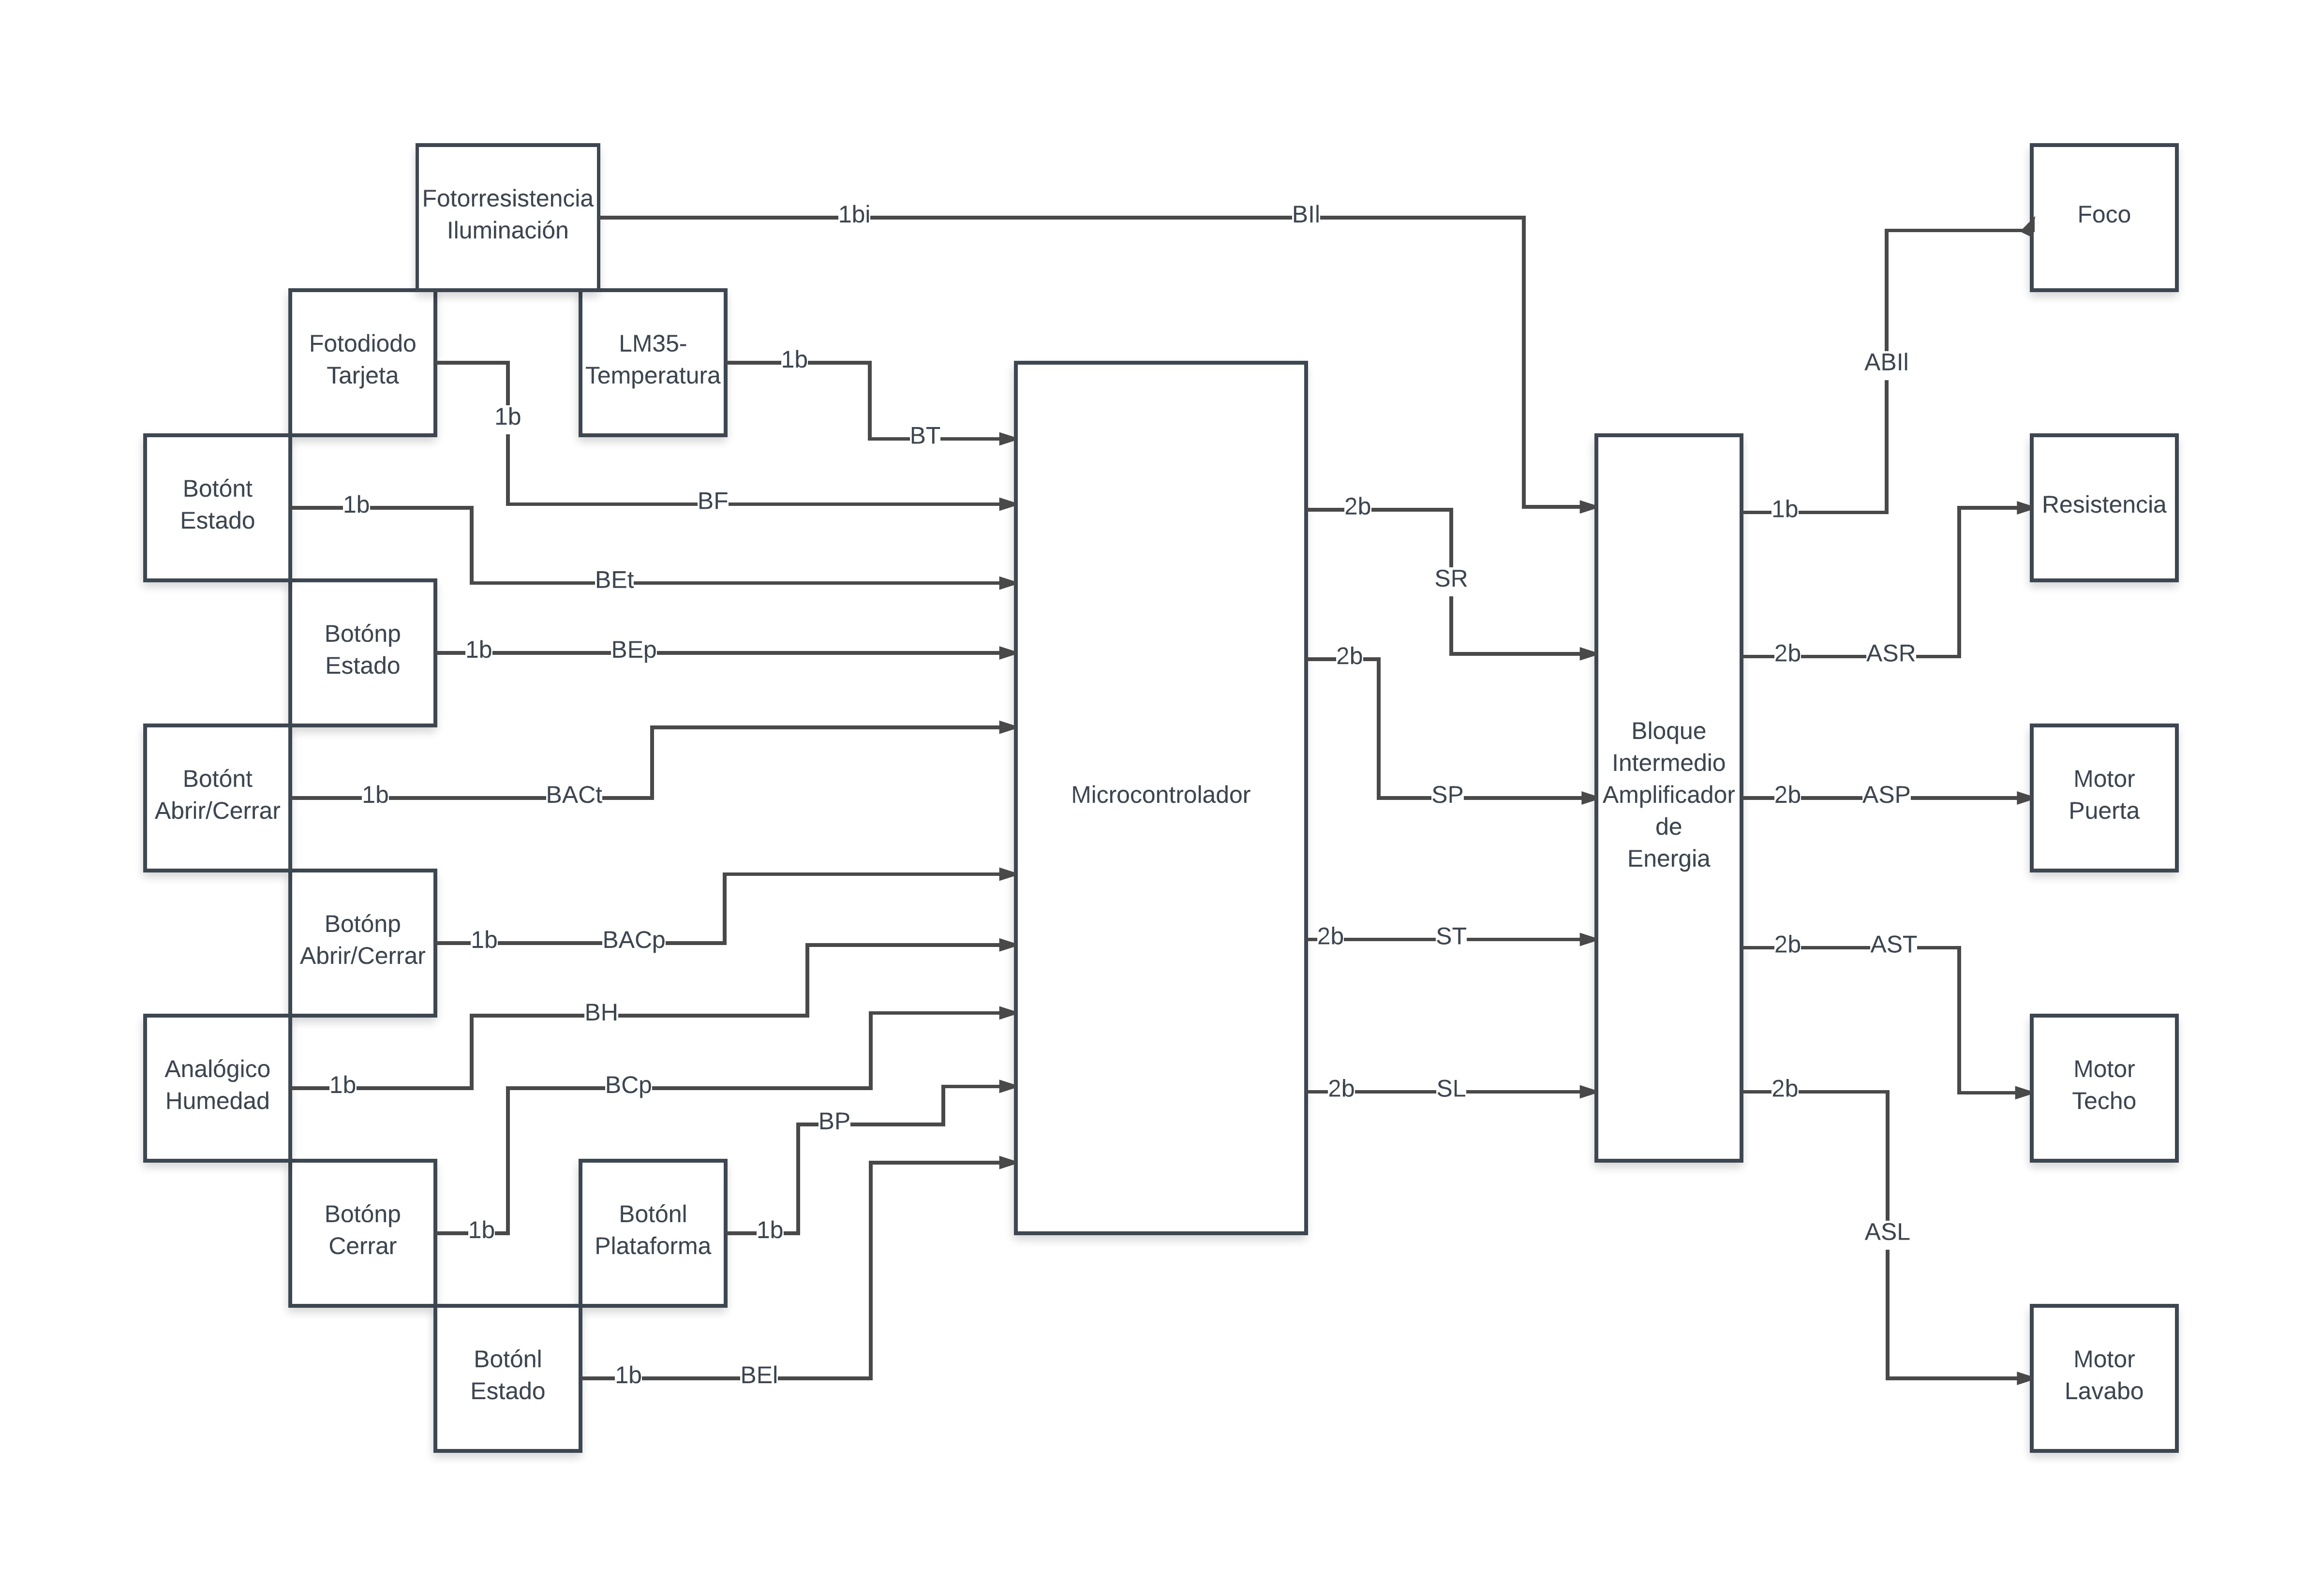 Fotorresistencia
Iluminación
1bi
BIl
Foco
Fotodiodo
Tarjeta
LM35-
Temperatura
1b
1b
BT
ABIl
Botónt
Estado
1b
BF
2b
1b
Resistencia
BEt
SR
Botónp
Estado
1b
BEp
2b
2b
ASR
Botónt
Abrir/Cerrar
1b
BACt
Microcontrolador
SP
Bloque
Intermedio
Amplificador
de
Energia
2b
ASP
Motor
Puerta
Botónp
Abrir/Cerrar
1b
BACp
2b
ST
2b
AST
BH
Analógico
Humedad
1b
BCp
BP
2b
SL
2b
Motor
Techo
Botónp
Cerrar
1b
Botónl
Plataforma
1b
ASL
Botónl
Estado
1b
BEl
Motor
Lavabo